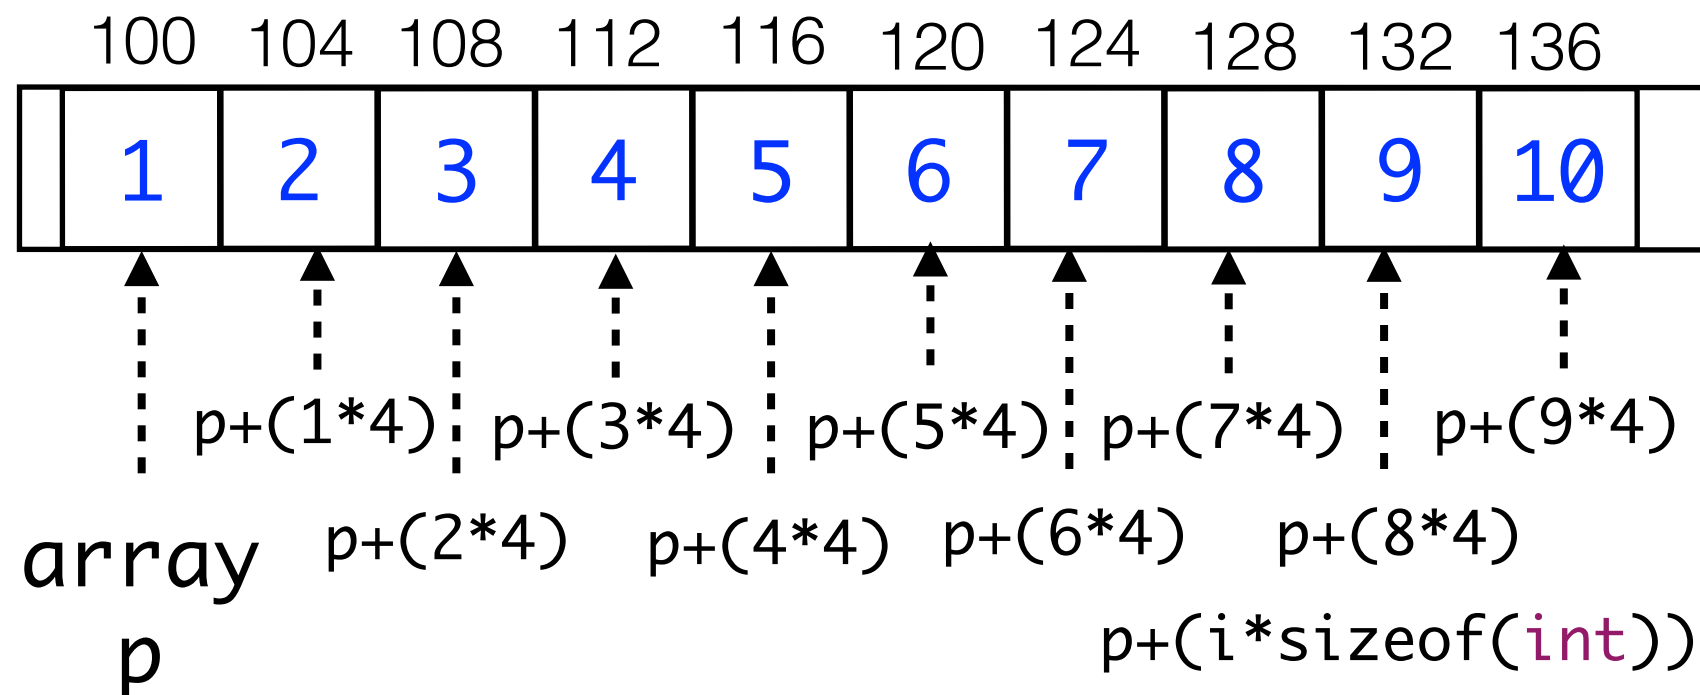 100 104 108 112 116 120 124 128 132 136
1 2 3 4 5 6 7 8 9 10
p+(1*4) p+(3*4) p+(5*4) p+(7*4) p+(9*4)
array p+(2*4) p+(4*4) p+(6*4) p+(8*4)
p p+(i*sizeof(int))